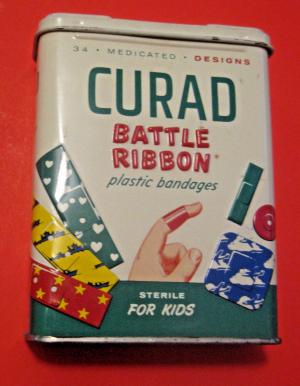 34 • MEDICATED • DESIGNS
CURAD
BATTLE
RIBBON*
plastic bandages
STERILE
FOR KIDS